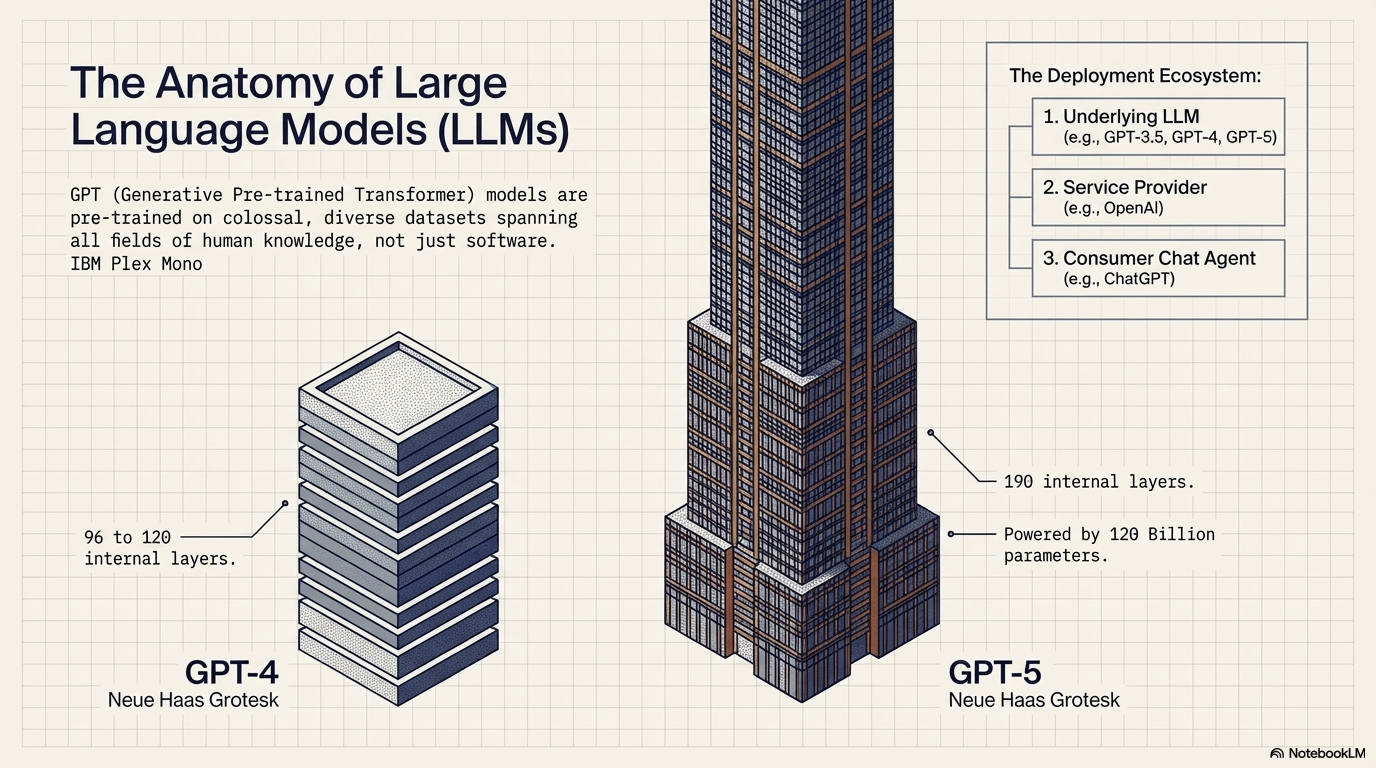 The Anatomy of Large
Language Models (LLMs)
GPT (Generative Pre-trained Transformer) models are
pre-trained on colossal, diverse datasets spanning
all fields of human knowledge, not just software.
IBM Plex Mono
The Deployment Ecosystem:
1. Underlying LLM
(e.g., GPT-3.5, GPT-4, GPT-5)
2. Service Provider
(e.g., OpenAI)
3. Consumer Chat Agent
(e.g., ChatGPT)
96 to 120
internal layers.
GPT-4
Neue Haas Grotesk
190 internal layers.
Powered by 120 Billion
parameters.
GPT-5
Neue Haas Grotesk
NotebookLM